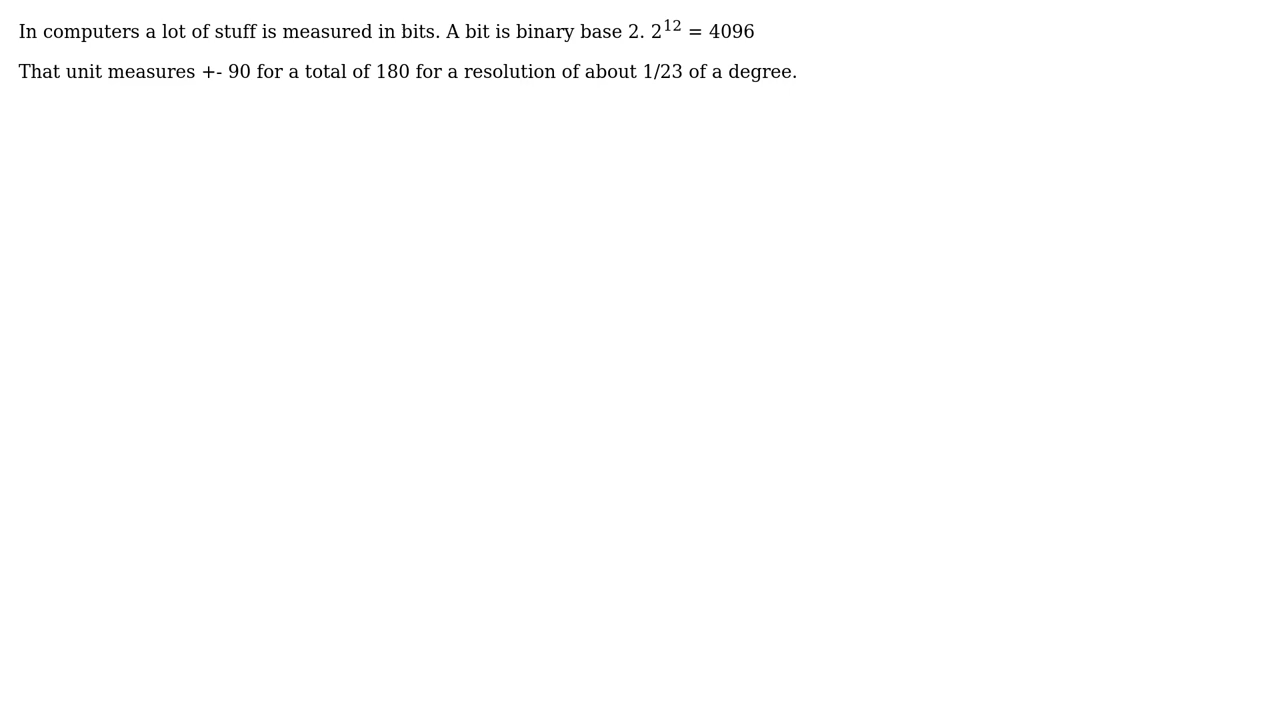 In computers a lot of stuff is measured in bits. A bit is binary base 2. 2^12 = 4096
That unit measures +- 90 for a total of 180 for a resolution of about 1/23 of a degree.